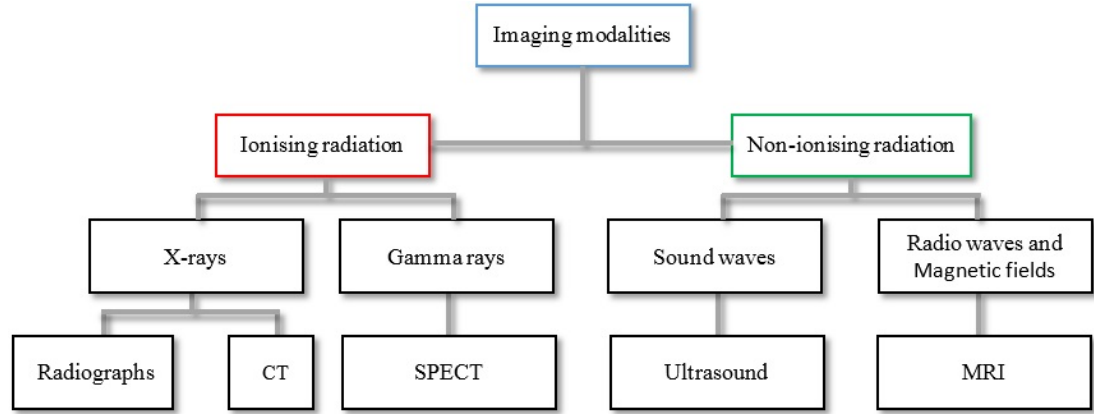 Imaging modalities
Ionising radiation
Non-ionising radiation
X-rays
Gamma rays
Sound waves
Radio waves and
Magnetic fields
Radiographs
CT
SPECT
Ultrasound
MRI